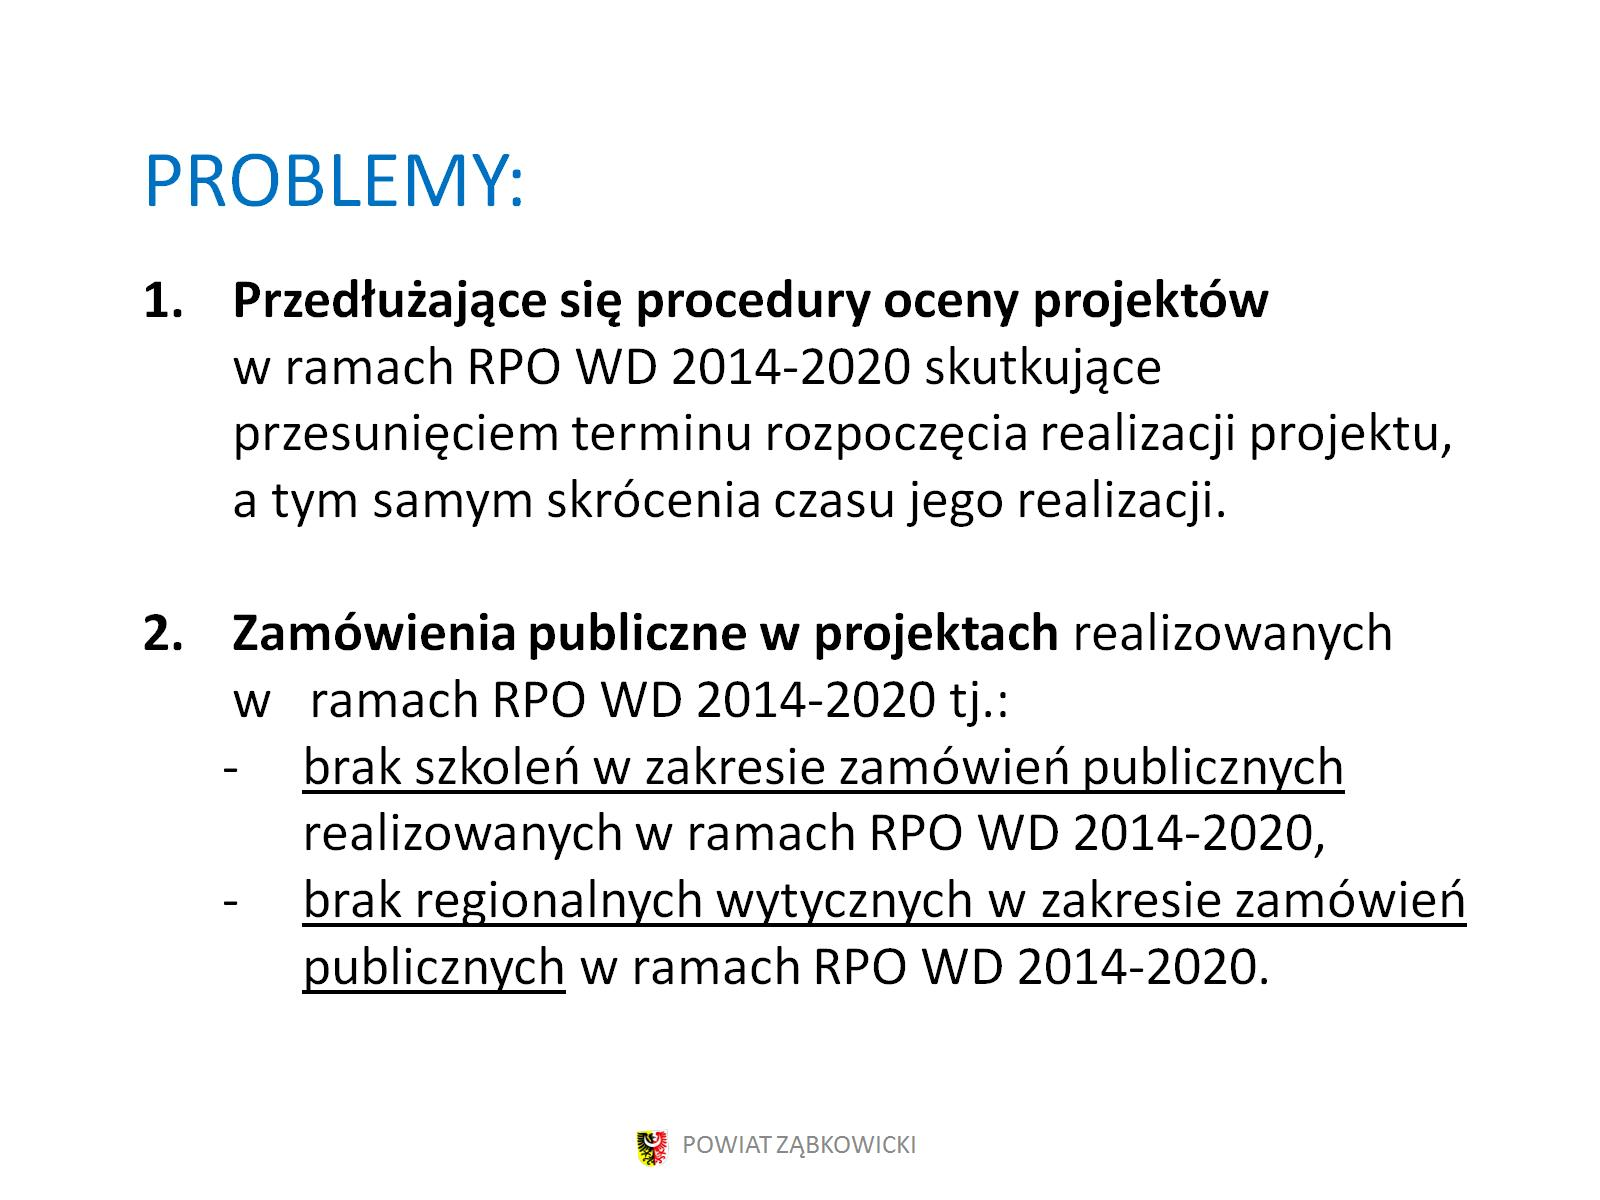 PROBLEMY:
1. Przedłużające się procedury oceny projektów
w ramach RPO WD 2014-2020 skutkujące
przesunięciem terminu rozpoczęcia realizacji projektu,
a tym samym skrócenia czasu jego realizacji.
2. Zamówienia publiczne w projektach realizowanych
w ramach RPO WD 2014-2020 tj.:
- brak szkoleń w zakresie zamówień publicznych
realizowanych w ramach RPO WD 2014-2020,
- brak regionalnych wytycznych w zakresie zamówień
publicznych w ramach RPO WD 2014-2020.
POWIAT ZĄBKOWICKI